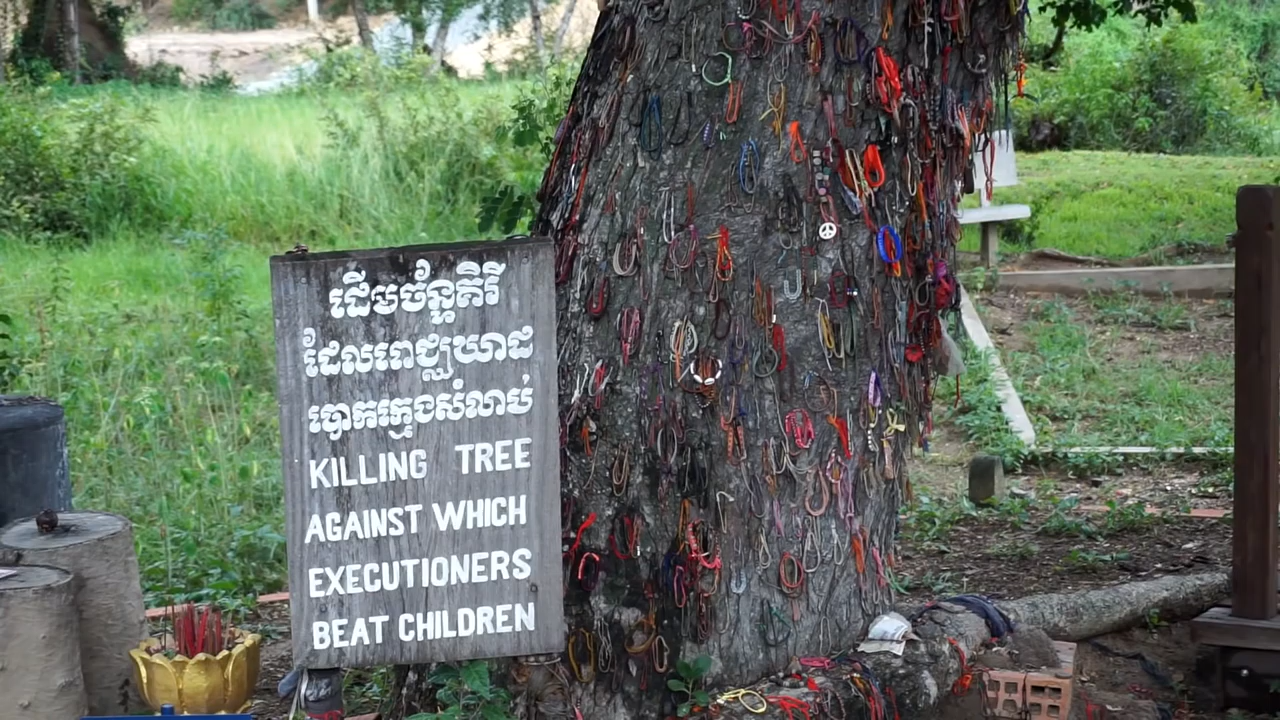 ដើមច័ន្ទគិរី
ដែលពេជ្ឈឃាដ
បោកក្មេងសំលាប់
KILLING TREE
AGAINST WHICH
EXECUTIONERS
BEAT CHILDREN